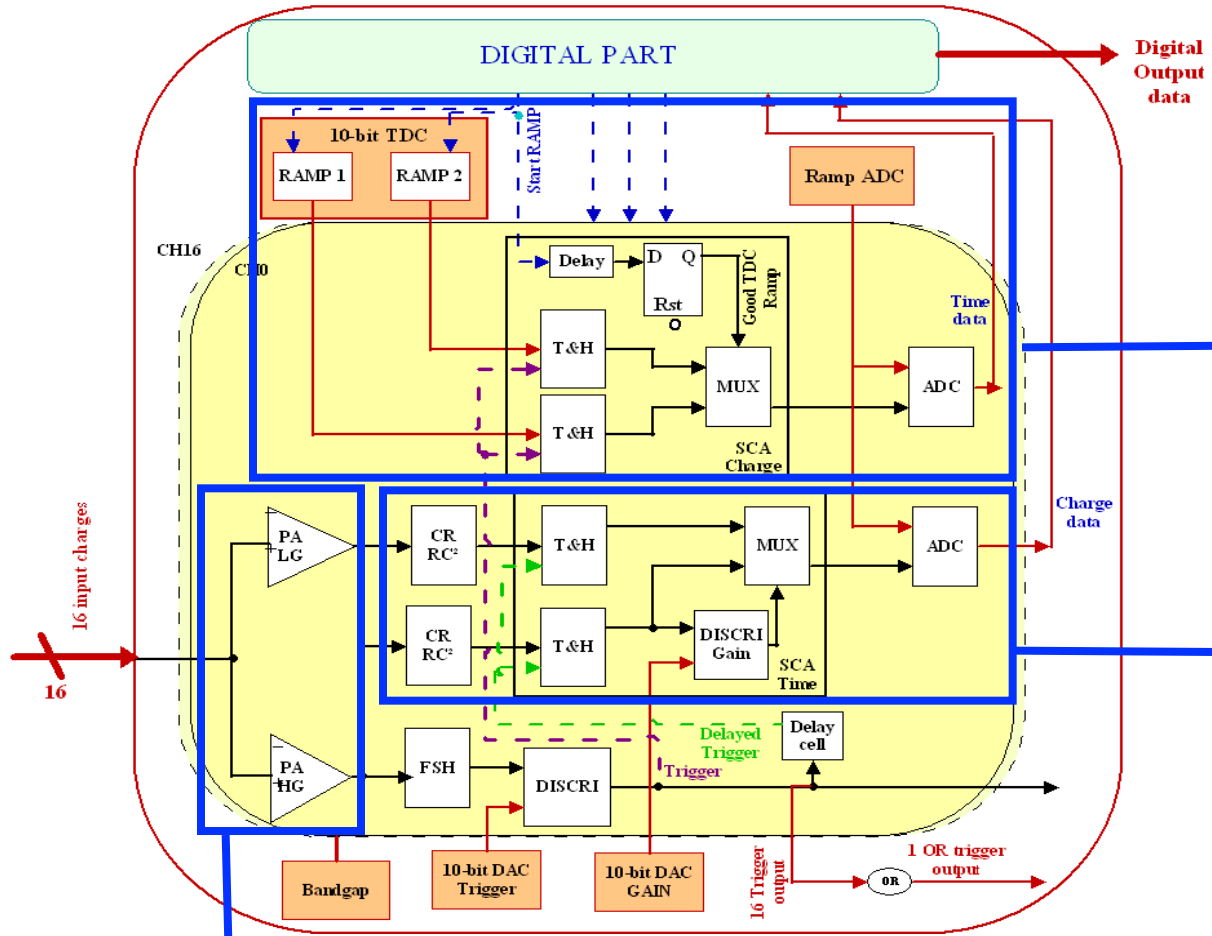 DIGITAL PART
Digital
Output
data
10-bit TDC
RAMP 1
RAMP 2
Start RAMP
Ramp ADC
CH16
CH0
Delay
D Q
Rst
Good TDC
Ramp
Time
data
T&H
MUX
ADC
T&H
SCA
Charge
16 input charges
16
PA
LG
CR
RC²
T&H
MUX
ADC
Charge
data
CR
RC²
T&H
DISCRI
Gain
SCA
Time
PA
HG
FSH
DISCRI
Delayed
Trigger
Trigger
Delay
cell
Bandgap
10-bit DAC
Trigger
10-bit DAC
GAIN
16 Trigger
output
OR
1 OR trigger
output